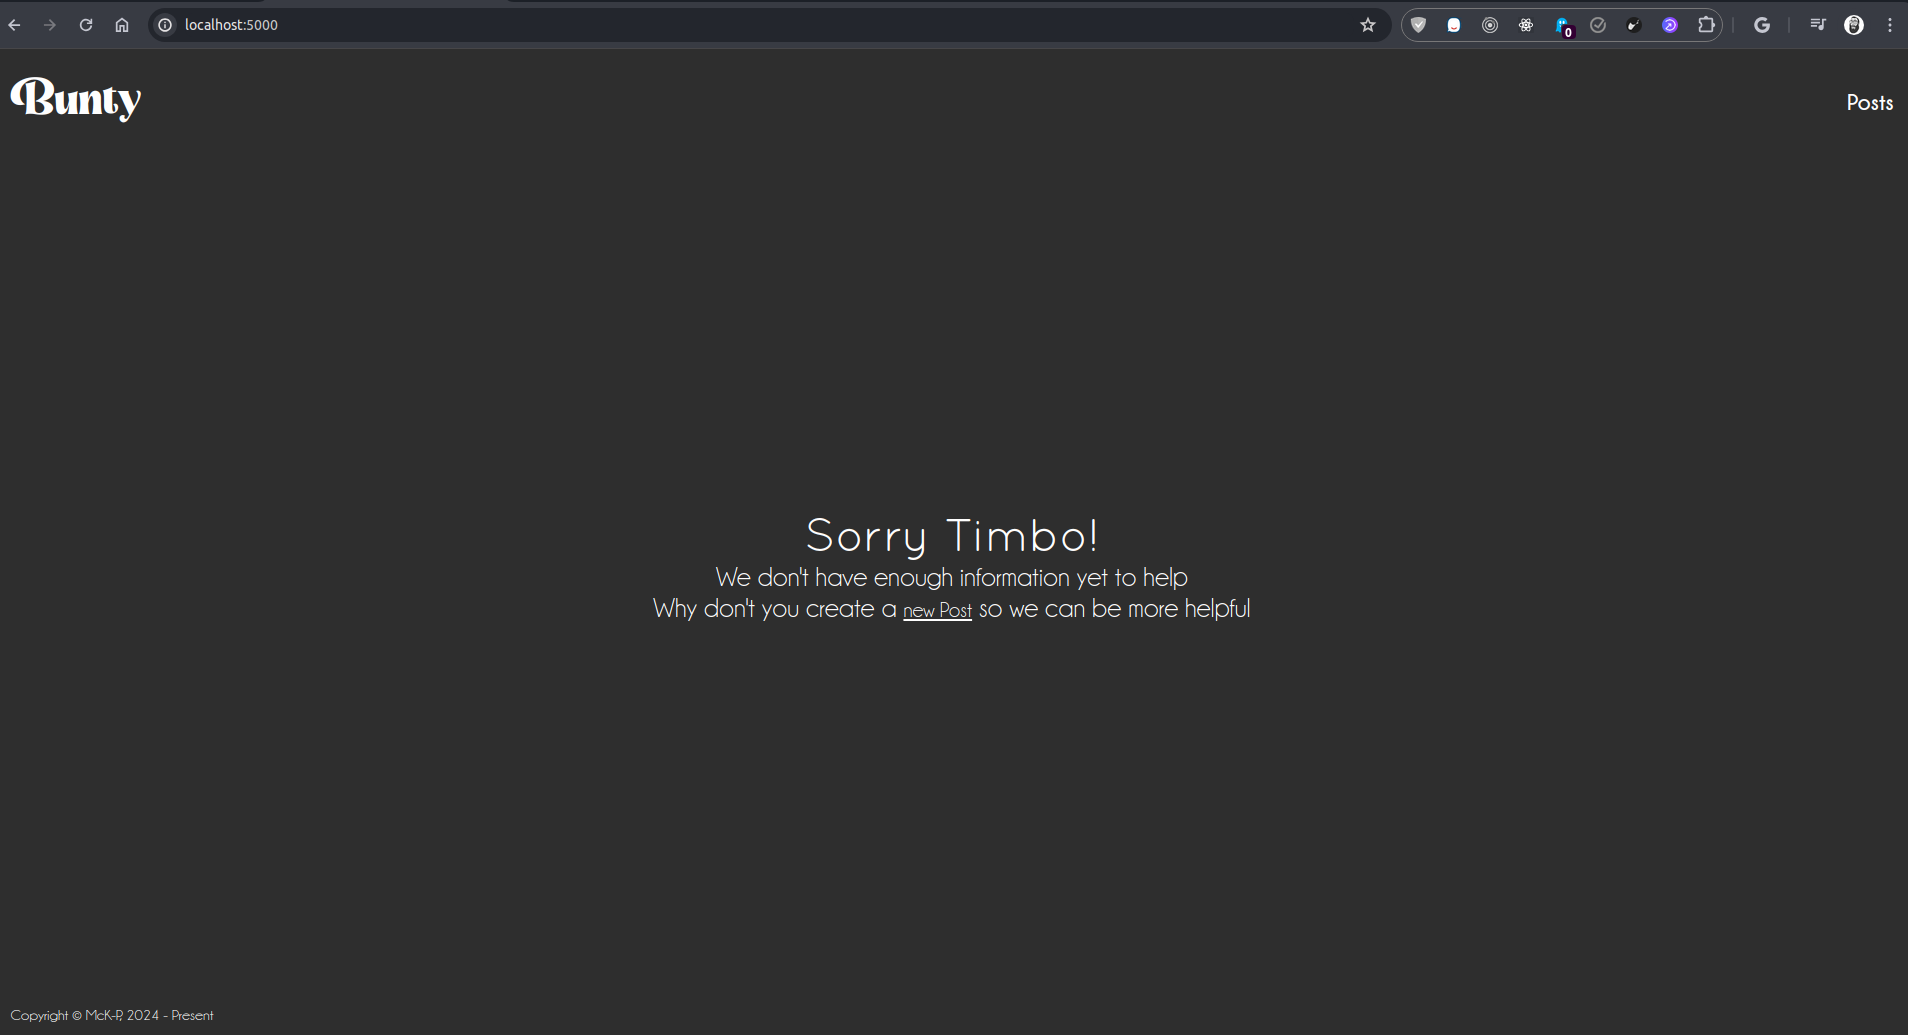 localhost:5000
0
Bunty
Posts
Sorry Timbo!
We don't have enough information yet to help
Why don't you create a new Post so we can be more helpful
Copyright © McK-P, 2024 - Present